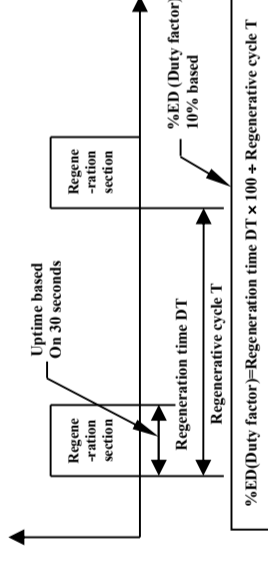 Uptime based
On 30 seconds
Regene
-ration
section
Regene
-ration
section
Regeneration time DT
Regenerative cycle T
%ED (Duty factor)
10% based
%ED(Duty factor)=Regeneration time DT × 100 ÷ Regenerative cycle T